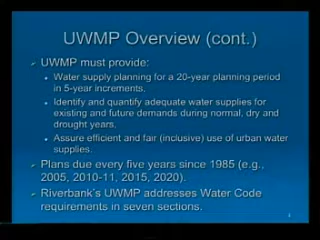 UWMP Overview (cont.)
UWMP must provide:
Water supply planning for a 20-year planning period
in 5-year increments.
Identify and quantify adequate water supplies for
existing and future demands during normal, dry and
drought years.
Assure efficient and fair (inclusive) use of urban water
supplies.
Plans due every five years since 1985 (e.g.,
2005, 2010-11, 2015, 2020).
Riverbank's UWMP addresses Water Code
requirements in seven sections.